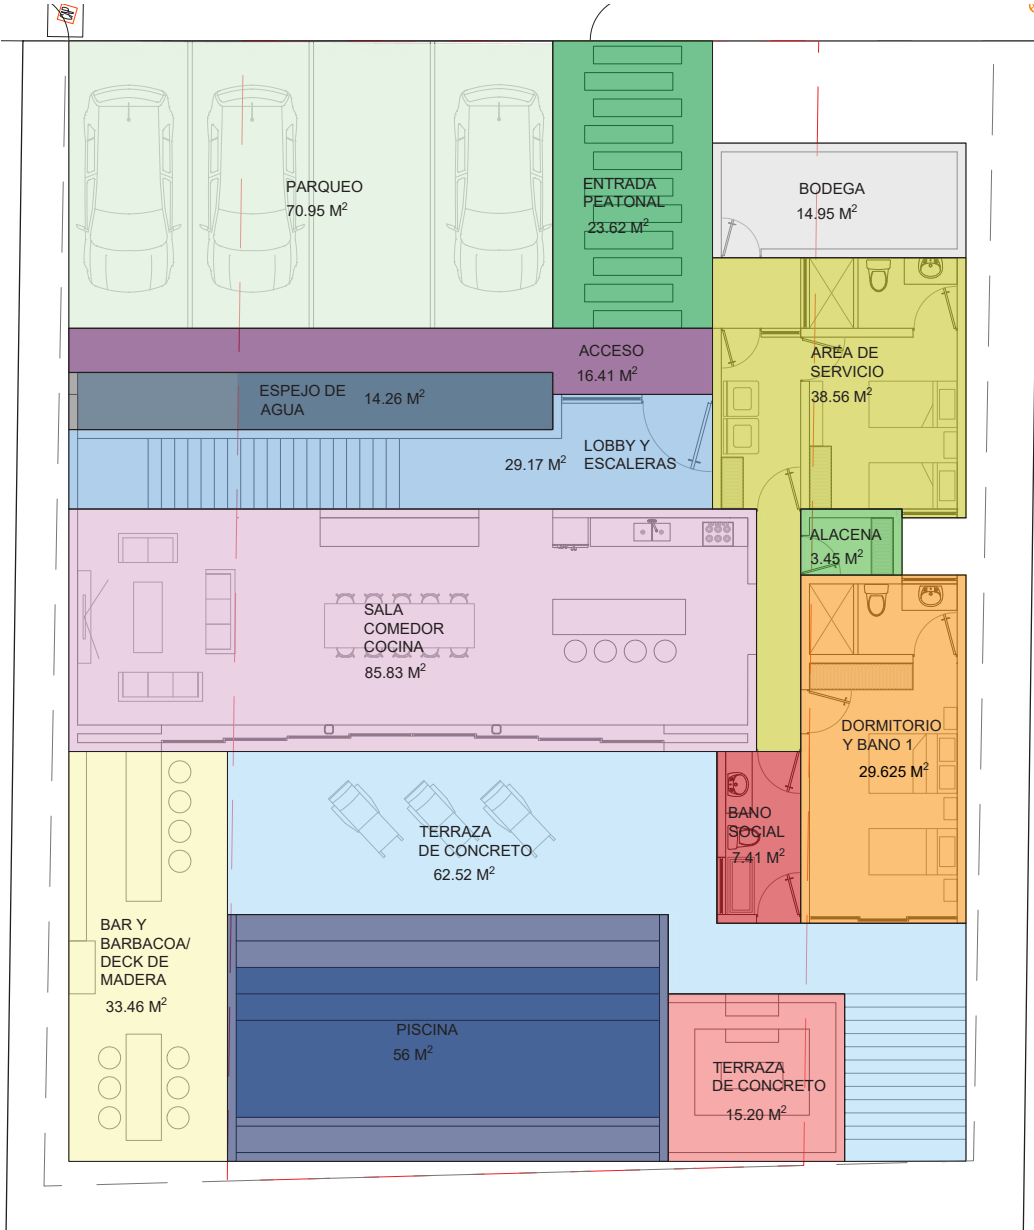 PARQUEO
70.95 M²
ENTRADA
PEATONAL
23.62 M²
BODEGA
14.95 M²
ACCESO
16.41 M²
AREA DE
SERVICIO
38.56 M²
ESPEJO DE
AGUA
14.26 M²
LOBBY Y
ESCALERAS
29.17 M²
ALACENA
3.45 M²
SALA
COMEDOR
COCINA
85.83 M²
DORMITORIO
Y BANO 1
29.625 M²
BANO
SOCIAL
7.41 M²
TERRAZA
DE CONCRETO
62.52 M²
BAR Y
BARBACOA/
DECK DE
MADERA
33.46 M²
PISCINA
56 M²
TERRAZA
DE CONCRETO
15.20 M²